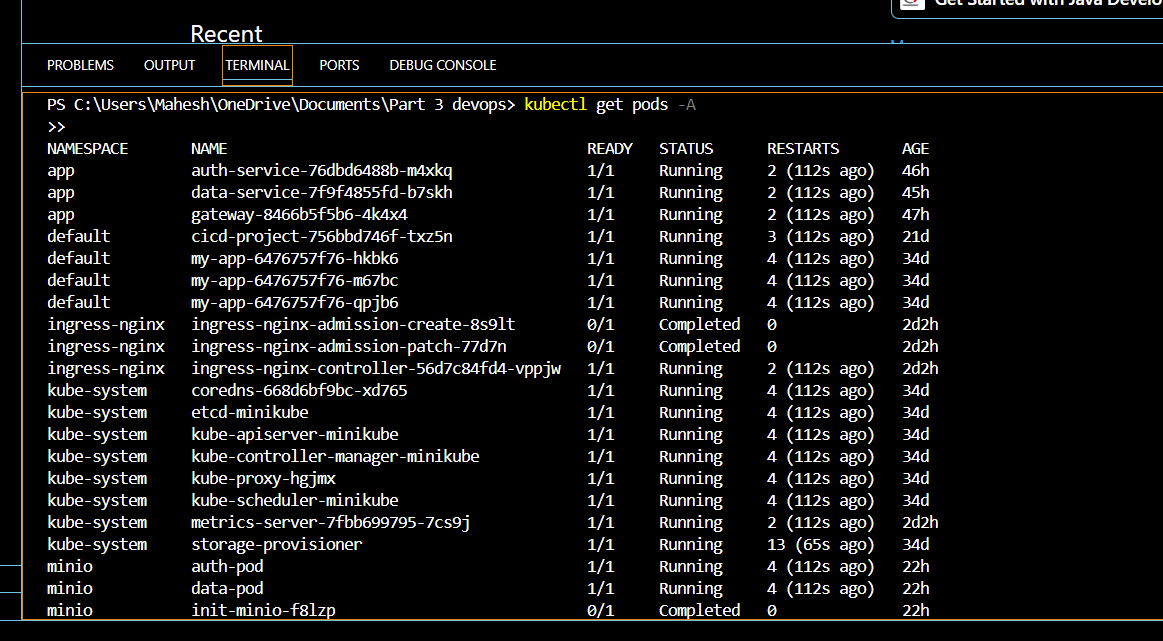 Get Started with Java Develo
Recent
PROBLEMS OUTPUT TERMINAL PORTS DEBUG CONSOLE
PS C:\Users\Mahesh\OneDrive\Documents\Part 3 devops> kubectl get pods -A
>>
NAMESPACE NAME READY STATUS RESTARTS AGE
app auth-service-76dbd6488b-m4xkq 1/1 Running 2 (112s ago) 46h
app data-service-7f9f4855fd-b7skh 1/1 Running 2 (112s ago) 45h
app gateway-8466b5f5b6-4k4x4 1/1 Running 2 (112s ago) 47h
default cicd-project-756bbd746f-txz5n 1/1 Running 3 (112s ago) 21d
default my-app-6476757f76-hkbk6 1/1 Running 4 (112s ago) 34d
default my-app-6476757f76-m67bc 1/1 Running 4 (112s ago) 34d
default my-app-6476757f76-qpjb6 1/1 Running 4 (112s ago) 34d
ingress-nginx ingress-nginx-admission-create-8s9lt 0/1 Completed 0 2d2h
ingress-nginx ingress-nginx-admission-patch-77d7n 0/1 Completed 0 2d2h
ingress-nginx ingress-nginx-controller-56d7c84fd4-vppjw 1/1 Running 2 (112s ago) 2d2h
kube-system coredns-668d6bf9bc-xd765 1/1 Running 4 (112s ago) 34d
kube-system etcd-minikube 1/1 Running 4 (112s ago) 34d
kube-system kube-apiserver-minikube 1/1 Running 4 (112s ago) 34d
kube-system kube-controller-manager-minikube 1/1 Running 4 (112s ago) 34d
kube-system kube-proxy-hgjmx 1/1 Running 4 (112s ago) 34d
kube-system kube-scheduler-minikube 1/1 Running 4 (112s ago) 34d
kube-system metrics-server-7fbb699795-7cs9j 1/1 Running 2 (112s ago) 2d2h
kube-system storage-provisioner 1/1 Running 13 (65s ago) 34d
minio auth-pod 1/1 Running 4 (112s ago) 22h
minio data-pod 1/1 Running 4 (112s ago) 22h
minio init-minio-f8lzp 0/1 Completed 0 22h